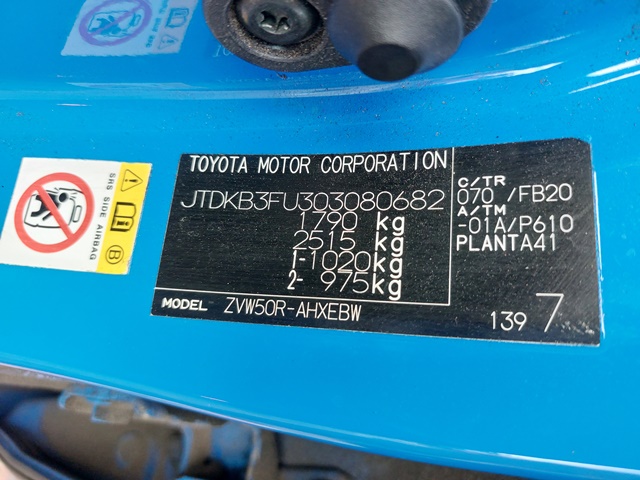 TOYOTA MOTOR CORPORATION
JTDKB3FU303080682
1790 kg
2515 kg
1-1020kg
2- 975kg
C/TR
070 /FB20
A/TM
-01A/P610
PLANTA41
MODEL ZVW50R-AHXEBW
139 7
SRS SIDE AIRBAG
B